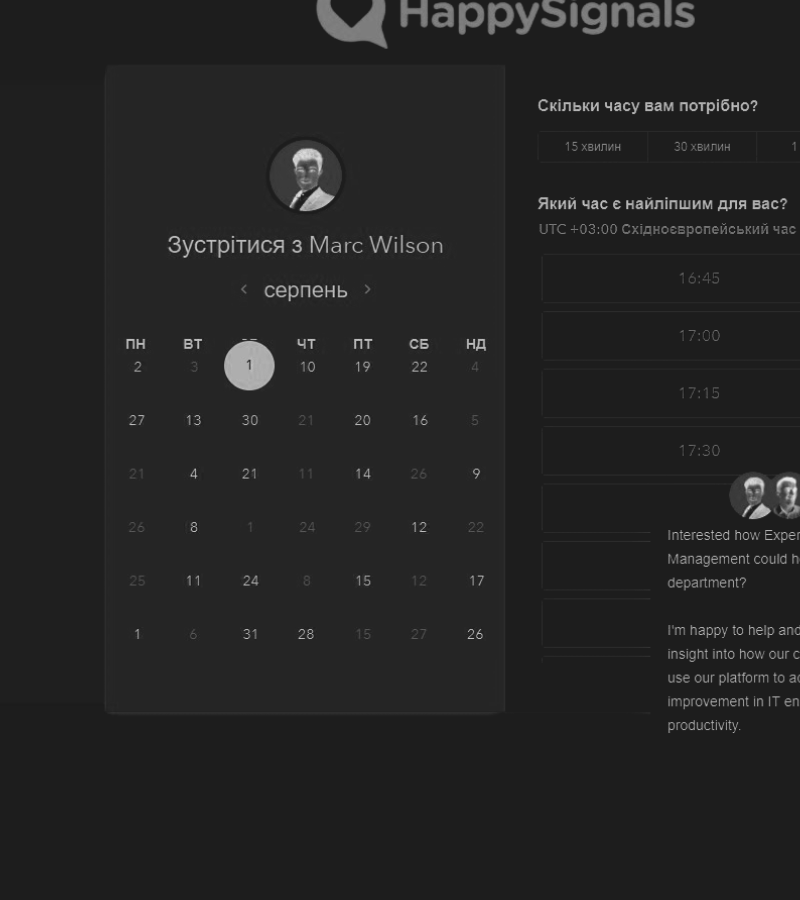 HappySignals
Зустрітися з Marc Wilson
серпень
ПН ВТ ЧТ ПТ СБ НД
2 3 1 10 19 22 4
27 13 30 21 20 16 5
21 4 21 11 14 26 9
26 8 1 24 29 12 22
25 11 24 8 15 12 17
1 6 31 28 15 27 26
Скільки часу вам потрібно?
15 хвилин 30 хвилин 1
Який час є найліпшим для вас?
UTC +03:00 Східноєвропейський час
16:45
17:00
17:15
17:30
Interested how Exper
Management could h
department?
I'm happy to help and
insight into how our c
use our platform to a
improvement in IT en
productivity.